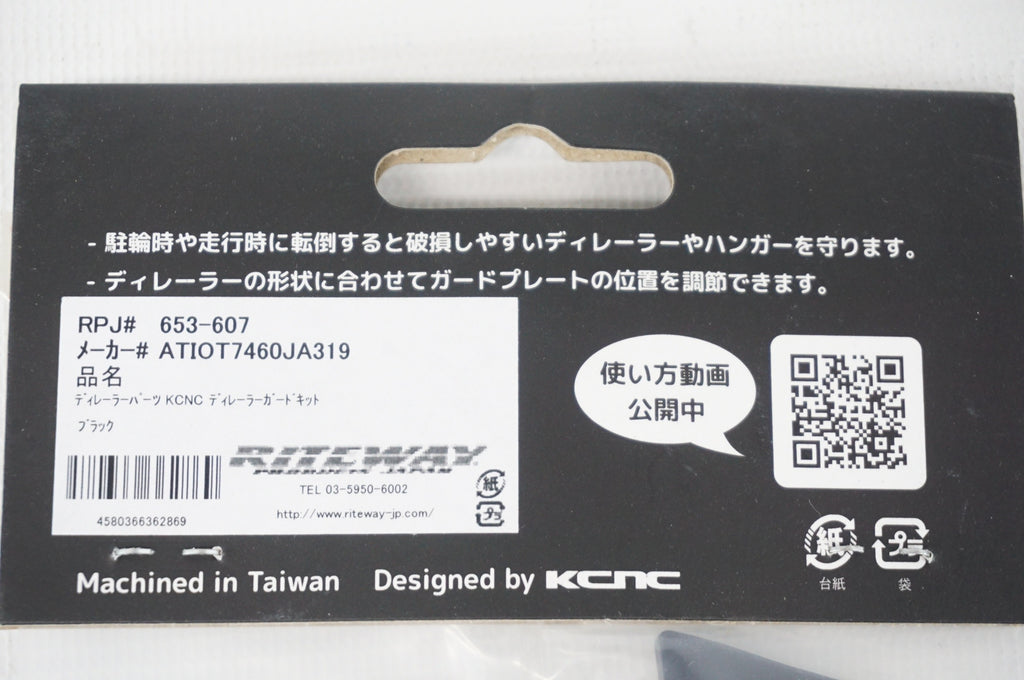 - 駐輪時や走行時に転倒すると破損しやすいディレーラーやハンガーを守ります。
- ディレーラーの形状に合わせてガードプレートの位置を調節できます。
RPJ# 653-607
ﾒｰｶｰ# ATIOT7460JA319
品名
ﾃﾞｨﾚｰﾗｰﾊﾟｰﾂ KCNC ﾃﾞｨﾚｰﾗｰｶﾞｰﾄﾞｷｯﾄ
ﾌﾞﾗｯｸ
RITEWAY
PRODUCTS JAPAN
TEL 03-5950-6002
http://www.riteway-jp.com/
4580366362869
紙
プラ
使い方動画
公開中
紙
プラ
台紙
袋
Machined in Taiwan Designed by KCNC